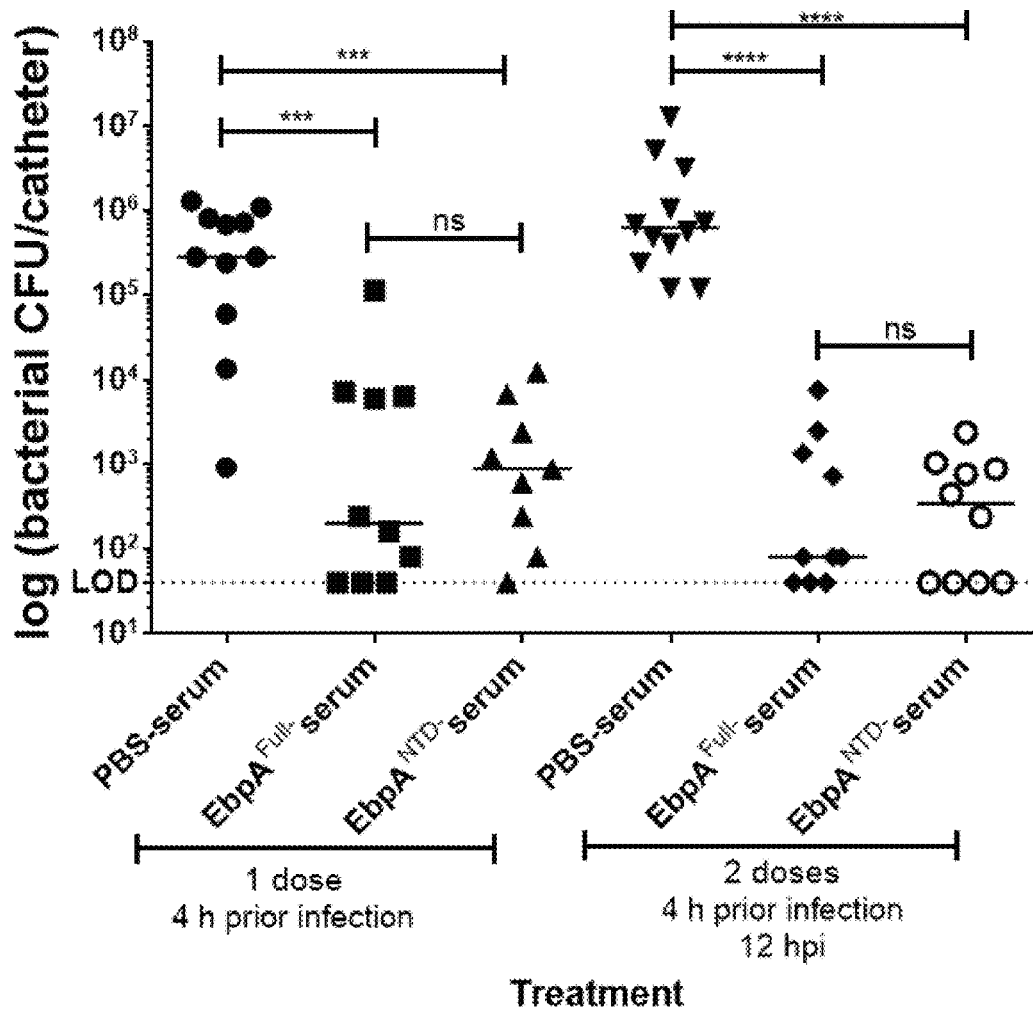 log (bacterial CFU/catheter)
10⁸
10⁷
10⁶
10⁵
10⁴
10³
10²
LOD
10¹
***
***
ns
****
****
ns
PBS-serum
EbpA Full- serum
EbpA NTD- serum
PBS-serum
EbpA Full- serum
EbpA NTD- serum
1 dose
4 h prior infection
2 doses
4 h prior infection
12 hpi
Treatment